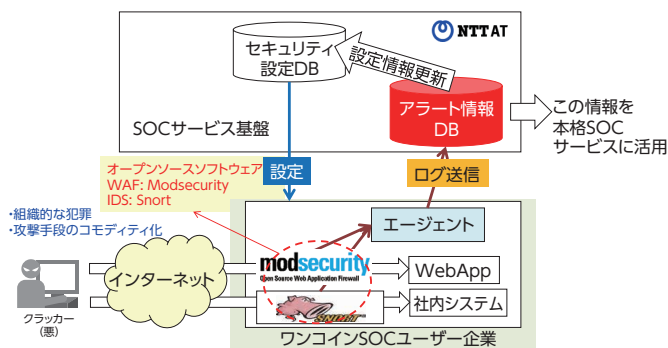 NTT AT
セキュリティ
設定DB
設定情報更新
アラート情報
DB
SOCサービス基盤
この情報を
本格SOC
サービスに活用
オープンソースソフトウェア
WAF: Modsecurity
IDS: Snort
設定
ログ送信
・組織的な犯罪
・攻撃手段のコモディティ化
エージェント
インターネット
modsecurity
Open Source Web Application Firewall
WebApp
SNORT
社内システム
クラッカー
(悪)
ワンコインSOCユーザー企業